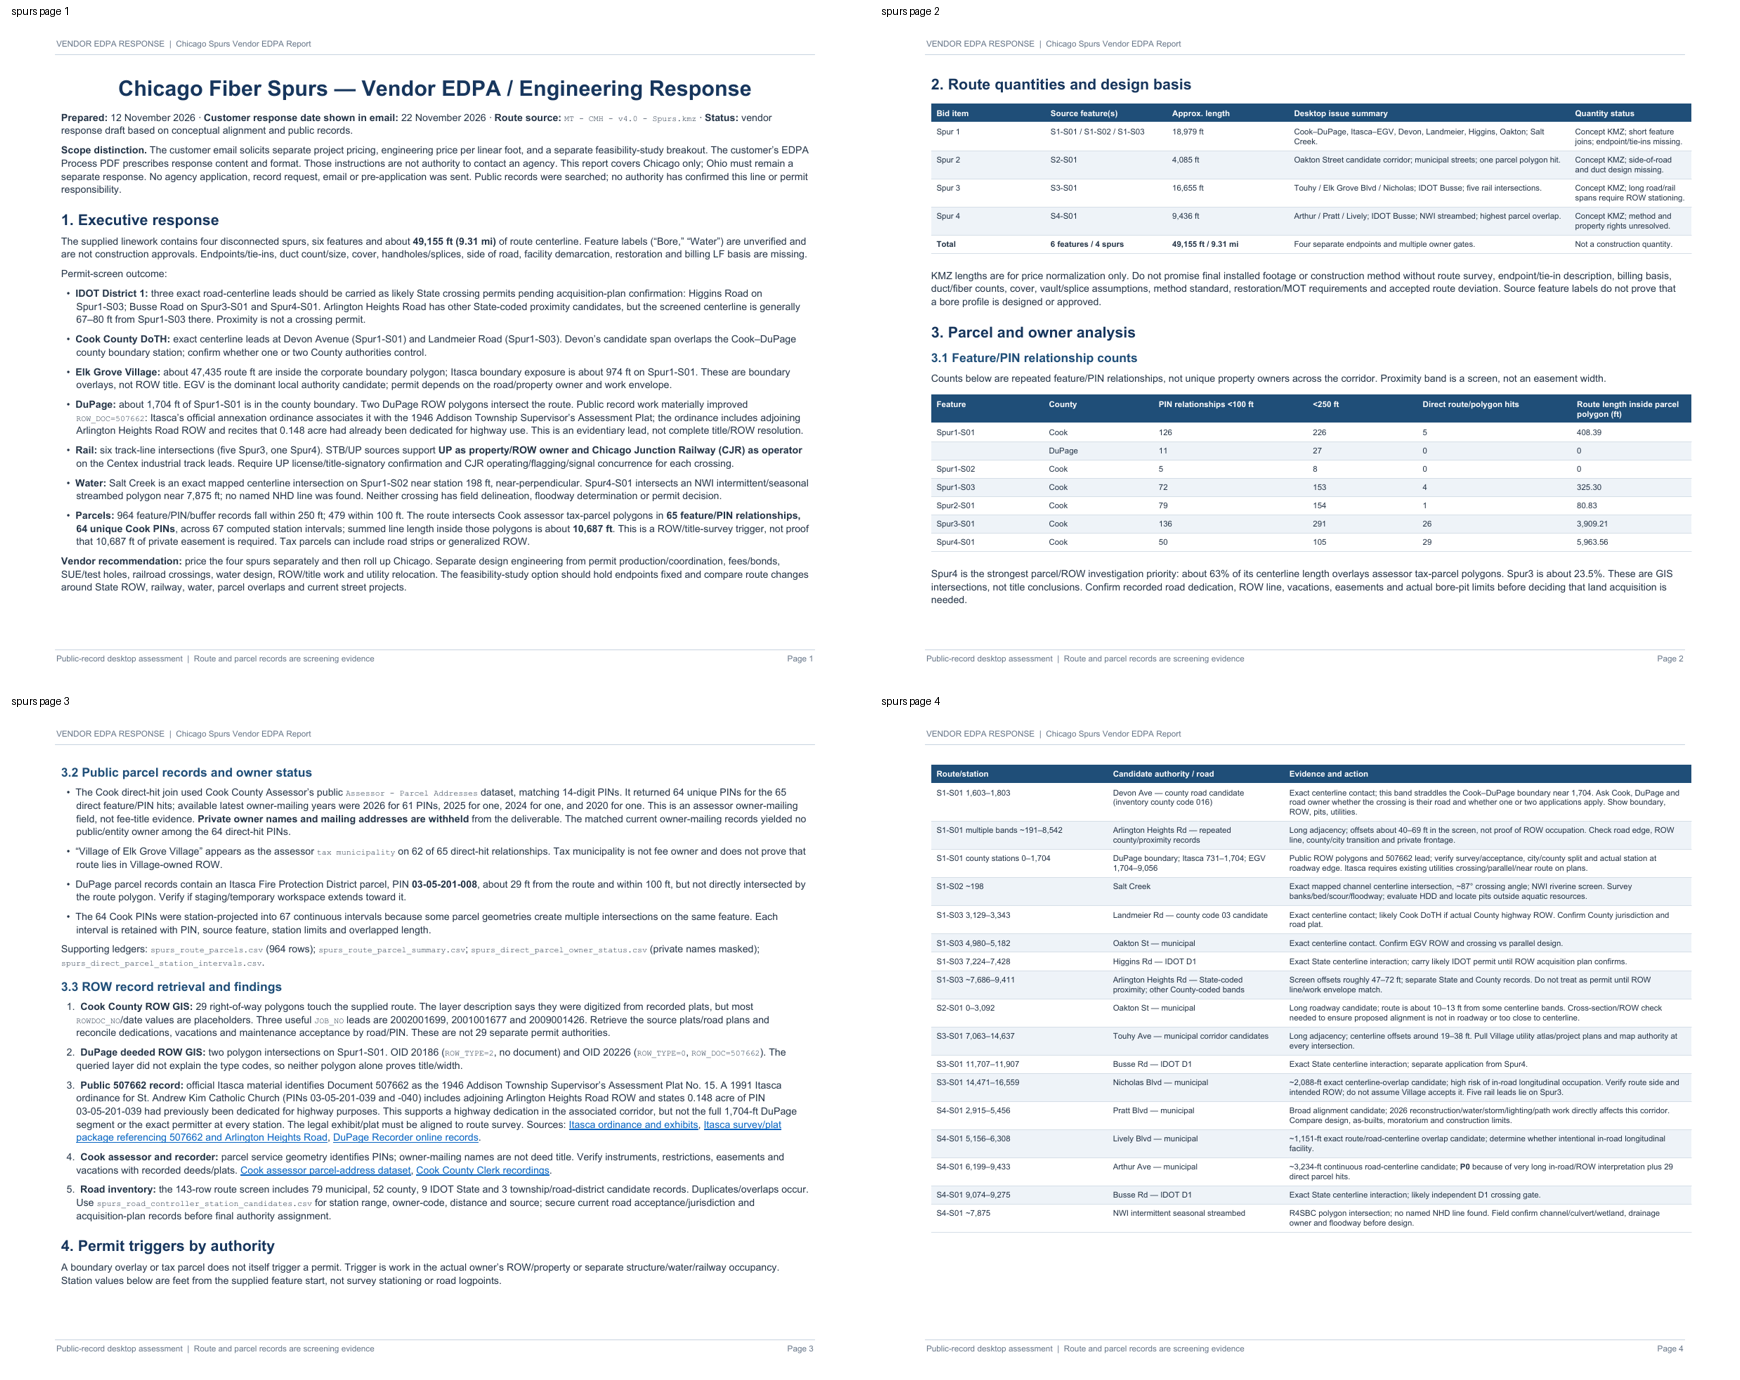 spurs page 1
VENDOR EDPA RESPONSE | Chicago Spurs Vendor EDPA Report
Chicago Fiber Spurs — Vendor EDPA / Engineering Response
Prepared: 12 November 2026 · Customer response date shown in email: 22 November 2026 · Route source: MT - CMH - v4.0 - Spurs.kmz · Status: vendor
response draft based on conceptual alignment and public records.
Scope distinction. The customer email solicits separate project pricing, engineering price per linear foot, and a separate feasibility-study breakout. The customer's EDPA
Process PDF prescribes response content and format. Those instructions are not authority to contact an agency. This report covers Chicago only; Ohio must remain a
separate response. No agency application, record request, email or pre-application was sent. Public records were searched; no authority has confirmed this line or permit
responsibility.
1. Executive response
The supplied linework contains four disconnected spurs, six features and about 49,155 ft (9.31 mi) of route centerline. Feature labels (“Bore,” “Water”) are unverified and
are not construction approvals. Endpoints/tie-ins, duct count/size, cover, handholes/splices, side of road, facility demarcation, restoration and billing LF basis are missing.
Permit-screen outcome:
• IDOT District 1: three exact road-centerline leads should be carried as likely State crossing permits pending acquisition-plan confirmation: Higgins Road on
Spur1-S03; Busse Road on Spur3-S01 and Spur4-S01. Arlington Heights Road has other State-coded proximity candidates, but the screened centerline is generally
67–80 ft from Spur1-S03 there. Proximity is not a crossing permit.
• Cook County DoTH: exact centerline leads at Devon Avenue (Spur1-S01) and Landmeier Road (Spur1-S03). Devon's candidate span overlaps the Cook–DuPage
county boundary station; confirm whether one or two County authorities control.
• Elk Grove Village: about 47,435 route ft are inside the corporate boundary polygon; Itasca boundary exposure is about 974 ft on Spur1-S01. These are boundary
overlays, not ROW title. EGV is the dominant local authority candidate; permit depends on the road/property owner and work envelope.
• DuPage: about 1,704 ft of Spur1-S01 is in the county boundary. Two DuPage ROW polygons intersect the route. Public record work materially improved
ROW_DOC=507662: Itasca's official annexation ordinance associates it with the 1946 Addison Township Supervisor's Assessment Plat; the ordinance includes adjoining
Arlington Heights Road ROW and recites that 0.148 acre had already been dedicated for highway use. This is an evidentiary lead, not complete title/ROW resolution.
• Rail: six track-line intersections (five Spur3, one Spur4). STB/UP sources support UP as property/ROW owner and Chicago Junction Railway (CJR) as operator
on the Centex industrial track leads. Require UP license/title-signatory confirmation and CJR operating/flagging/signal concurrence for each crossing.
• Water: Salt Creek is an exact mapped centerline intersection on Spur1-S02 near station 198 ft, near-perpendicular. Spur4-S01 intersects an NWI intermittent/seasonal
streambed polygon near 7,875 ft; no named NHD line was found. Neither crossing has field delineation, floodway determination or permit decision.
• Parcels: 964 feature/PIN/buffer records fall within 250 ft; 479 within 100 ft. The route intersects Cook assessor tax-parcel polygons in 65 feature/PIN relationships,
64 unique Cook PINs, across 67 computed station intervals; summed line length inside those polygons is about 10,687 ft. This is a ROW/title-survey trigger, not proof
that 10,687 ft of private easement is required. Tax parcels can include road strips or generalized ROW.
Vendor recommendation: price the four spurs separately and then roll up Chicago. Separate design engineering from permit production/coordination, fees/bonds,
SUE/test holes, railroad crossings, water design, ROW/title work and utility relocation. The feasibility-study option should hold endpoints fixed and compare route changes
around State ROW, railway, water, parcel overlaps and current street projects.
Public-record desktop assessment | Route and parcel records are screening evidence
Page 1
spurs page 2
VENDOR EDPA RESPONSE | Chicago Spurs Vendor EDPA Report
2. Route quantities and design basis
Bid item Source feature(s) Approx. length Desktop issue summary Quantity status
Spur 1 S1-S01 / S1-S02 / S1-S03 18,979 ft Cook–DuPage, Itasca–EGV, Devon, Landmeier, Higgins, Oakton; Salt Concept KMZ; short feature
Creek. joins; endpoint/tie-ins missing.
Spur 2 S2-S01 4,085 ft Oakton Street candidate corridor; municipal streets; one parcel polygon hit. Concept KMZ; side-of-road
and duct design missing.
Spur 3 S3-S01 16,655 ft Touhy / Elk Grove Blvd / Nicholas; IDOT Busse; five rail intersections. Concept KMZ; long road/rail
spans require ROW stationing.
Spur 4 S4-S01 9,436 ft Arthur / Pratt / Lively; IDOT Busse; NWI streambed; highest parcel overlap. Concept KMZ; method and
property rights unresolved.
Total 6 features / 4 spurs 49,155 ft / 9.31 mi Four separate endpoints and multiple owner gates. Not a construction quantity.
KMZ lengths are for price normalization only. Do not promise final installed footage or construction method without route survey, endpoint/tie-in description, billing basis,
duct/fiber counts, cover, vault/splice assumptions, method standard, restoration/MOT requirements and accepted route deviation. Source feature labels do not prove that
a bore profile is designed or approved.
3. Parcel and owner analysis
3.1 Feature/PIN relationship counts
Counts below are repeated feature/PIN relationships, not unique property owners across the corridor. Proximity band is a screen, not an easement width.
Feature County PIN relationships <100 ft <250 ft Direct route/polygon hits Route length inside parcel
polygon (ft)
Spur1-S01 Cook 126 226 5 408.39
DuPage 11 27 0 0
Spur1-S02 Cook 5 8 0 0
Spur1-S03 Cook 72 153 4 325.30
Spur2-S01 Cook 79 154 1 80.83
Spur3-S01 Cook 136 291 26 3,909.21
Spur4-S01 Cook 50 105 29 5,963.56
Spur4 is the strongest parcel/ROW investigation priority: about 63% of its centerline length overlays assessor tax-parcel polygons. Spur3 is about 23.5%. These are GIS
intersections, not title conclusions. Confirm recorded road dedication, ROW line, vacations, easements and actual bore-pit limits before deciding that land acquisition is
needed.
Public-record desktop assessment | Route and parcel records are screening evidence
Page 2
spurs page 3
VENDOR EDPA RESPONSE | Chicago Spurs Vendor EDPA Report
3.2 Public parcel records and owner status
• The Cook direct-hit join used Cook County Assessor's public Assessor - Parcel Addresses dataset, matching 14-digit PINs. It returned 64 unique PINs for the 65
direct feature/PIN hits; available latest owner-mailing years were 2026 for 61 PINs, 2025 for one, 2024 for one, and 2020 for one. This is an assessor owner-mailing
field, not fee-title evidence. Private owner names and mailing addresses are withheld from the deliverable. The matched current owner-mailing records yielded no
public/entity owner among the 64 direct-hit PINs.
• “Village of Elk Grove Village” appears as the assessor tax municipality on 62 of 65 direct-hit relationships. Tax municipality is not fee owner and does not prove that
route lies in Village-owned ROW.
• DuPage parcel records contain an Itasca Fire Protection District parcel, PIN 03-05-201-008, about 29 ft from the route and within 100 ft, but not directly intersected by
the route polygon. Verify if staging/temporary workspace extends toward it.
• The 64 Cook PINs were station-projected into 67 continuous intervals because some parcel geometries create multiple intersections on the same feature. Each
interval is retained with PIN, source feature, station limits and overlapped length.
Supporting ledgers: spurs_route_parcels.csv (964 rows); spurs_route_parcel_summary.csv; spurs_direct_parcel_owner_status.csv (private names masked);
spurs_direct_parcel_station_intervals.csv.
3.3 ROW record retrieval and findings
1. Cook County ROW GIS: 29 right-of-way polygons touch the supplied route. The layer description says they were digitized from recorded plats, but most
ROWDOC_NO/date values are placeholders. Three useful JOB_NO leads are 2002001699, 2001001677 and 2009001426. Retrieve the source plats/road plans and
reconcile dedications, vacations and maintenance acceptance by road/PIN. These are not 29 separate permit authorities.
2. DuPage deeded ROW GIS: two polygon intersections on Spur1-S01. OID 20186 (ROW_TYPE=2, no document) and OID 20226 (ROW_TYPE=0, ROW_DOC=507662). The
queried layer did not explain the type codes, so neither polygon alone proves title/width.
3. Public 507662 record: official Itasca material identifies Document 507662 as the 1946 Addison Township Supervisor's Assessment Plat No. 15. A 1991 Itasca
ordinance for St. Andrew Kim Catholic Church (PINs 03-05-201-039 and -040) includes adjoining Arlington Heights Road ROW and states 0.148 acre of PIN
03-05-201-039 had previously been dedicated for highway purposes. This supports a highway dedication in the associated corridor, but not the full 1,704-ft DuPage
segment or the exact permitter at every station. The legal exhibit/plat must be aligned to route survey. Sources: Itasca ordinance and exhibits, Itasca survey/plat
package referencing 507662 and Arlington Heights Road, DuPage Recorder online records.
4. Cook assessor and recorder: parcel service geometry identifies PINs; owner-mailing names are not deed title. Verify instruments, restrictions, easements and
vacations with recorded deeds/plats. Cook assessor parcel-address dataset, Cook County Clerk recordings.
5. Road inventory: the 143-row route screen includes 79 municipal, 52 county, 9 IDOT State and 3 township/road-district candidate records. Duplicates/overlaps occur.
Use spurs_road_controller_station_candidates.csv for station range, owner-code, distance and source; secure current road acceptance/jurisdiction and
acquisition-plan records before final authority assignment.
4. Permit triggers by authority
A boundary overlay or tax parcel does not itself trigger a permit. Trigger is work in the actual owner's ROW/property or separate structure/water/railway occupancy.
Station values below are feet from the supplied feature start, not survey stationing or road logpoints.
Public-record desktop assessment | Route and parcel records are screening evidence
Page 3
spurs page 4
VENDOR EDPA RESPONSE | Chicago Spurs Vendor EDPA Report
Route/station Candidate authority / road Evidence and action
S1-S01 1,603–1,803 Devon Ave — county road candidate Exact centerline contact; this band straddles the Cook–DuPage boundary near 1,704. Ask Cook, DuPage and
(inventory county code 016) road owner whether the crossing is their road and whether one or two applications apply. Show boundary,
ROW, pits, utilities.
S1-S01 multiple bands ~191–8,542 Arlington Heights Rd — repeated Long adjacency; offsets about 40–69 ft in the screen, not proof of ROW occupation. Check road edge, ROW
county/proximity records line, county/city transition and private frontage.
S1-S01 county stations 0–1,704 DuPage boundary; Itasca 731–1,704; EGV Public ROW polygons and 507662 lead; verify survey/acceptance, city/county split and actual station at
1,704–9,056 roadway edge. Itasca requires existing utilities crossing/parallel/near route on plans.
S1-S02 ~198 Salt Creek Exact mapped channel centerline intersection, ~87° crossing angle; NWI riverine screen. Survey
banks/bed/scour/floodway; evaluate HDD and locate pits outside aquatic resources.
S1-S03 3,129–3,343 Landmeier Rd — county code 03 candidate Exact centerline contact; likely Cook DoTH if actual County highway ROW. Confirm County jurisdiction and
road plat.
S1-S03 4,980–5,182 Oakton St — municipal Exact centerline contact. Confirm EGV ROW and crossing vs parallel design.
S1-S03 7,224–7,428 Higgins Rd — IDOT D1 Exact State centerline interaction; carry likely IDOT permit until ROW acquisition plan confirms.
S1-S03 ~7,686–9,411 Arlington Heights Rd — State-coded Screen offsets roughly 47–72 ft; separate State and County records. Do not treat as permit until ROW
proximity; other County-coded bands line/work envelope match.
S2-S01 0–3,092 Oakton St — municipal Long roadway candidate; route is about 10–13 ft from some centerline bands. Cross-section/ROW check
needed to ensure proposed alignment is not in roadway or too close to centerline.
S3-S01 7,063–14,637 Touhy Ave — municipal corridor candidates Long adjacency; centerline offsets around 19–38 ft. Pull Village utility atlas/project plans and map authority at
every intersection.
S3-S01 11,707–11,907 Busse Rd — IDOT D1 Exact State centerline interaction; separate application from Spur4.
S3-S01 14,471–16,559 Nicholas Blvd — municipal ~2,088-ft exact centerline-overlap candidate; high risk of in-road longitudinal occupation. Verify route side and
intended ROW; do not assume Village accepts it. Five rail leads lie on Spur3.
S4-S01 2,915–5,456 Pratt Blvd — municipal Broad alignment candidate; 2026 reconstruction/water/storm/lighting/path work directly affects this corridor.
Compare design, as-builts, moratorium and construction limits.
S4-S01 5,156–6,308 Lively Blvd — municipal ~1,151-ft exact route/road-centerline overlap candidate; determine whether intentional in-road longitudinal
facility.
S4-S01 6,199–9,433 Arthur Ave — municipal ~3,234-ft continuous road-centerline candidate; P0 because of very long in-road/ROW interpretation plus 29
direct parcel hits.
S4-S01 9,074–9,275 Busse Rd — IDOT D1 Exact State centerline interaction; likely independent D1 crossing gate.
S4-S01 ~7,875 NWI intermittent seasonal streambed R4SBC polygon intersection; no named NHD line found. Field confirm channel/culvert/wetland, drainage
owner and floodway before design.
Public-record desktop assessment | Route and parcel records are screening evidence
Page 4